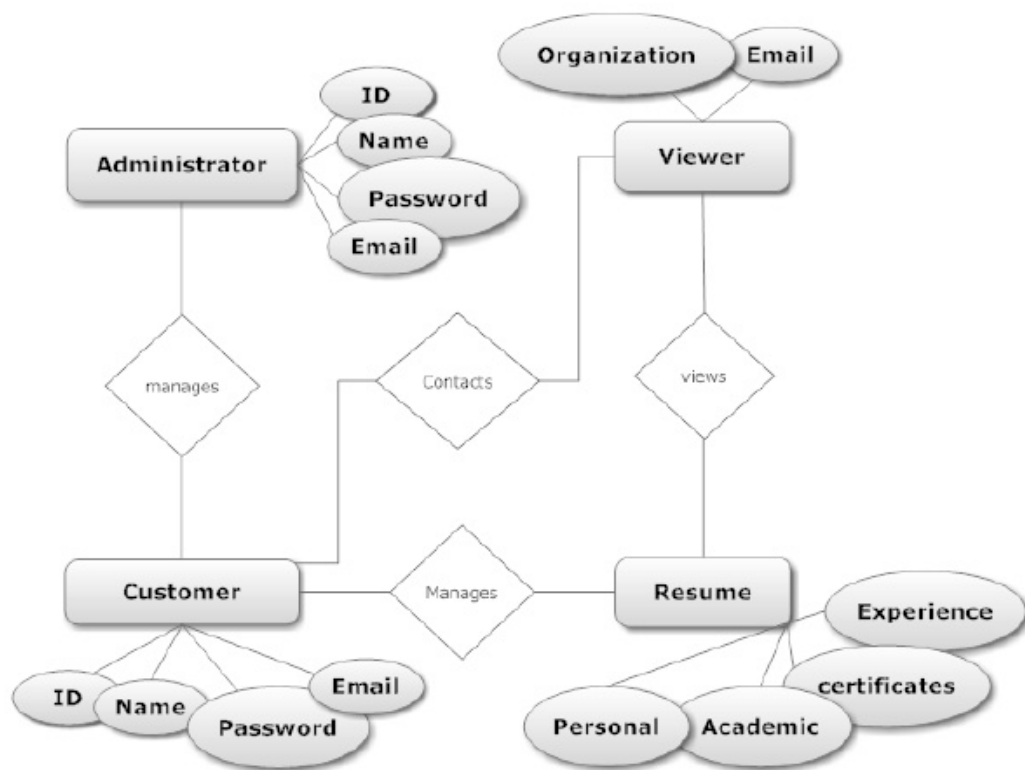 Organization
Email
ID
Name
Administrator
Viewer
Password
Email
manages
Contacts
views
Customer
Manages
Resume
Experience
ID
Name
Email
Password
certificates
Personal
Academic